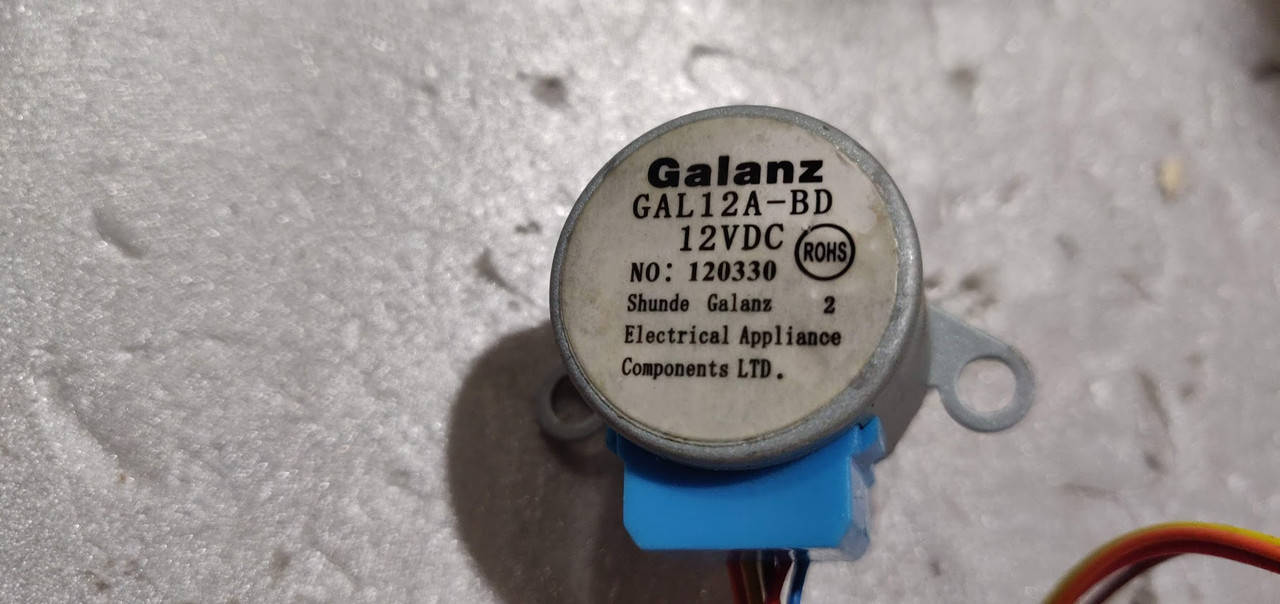 Galanz
GAL12A-BD
12VDC
ROHS
NO: 120330
Shunde Galanz 2
Electrical Appliance
Components LTD.